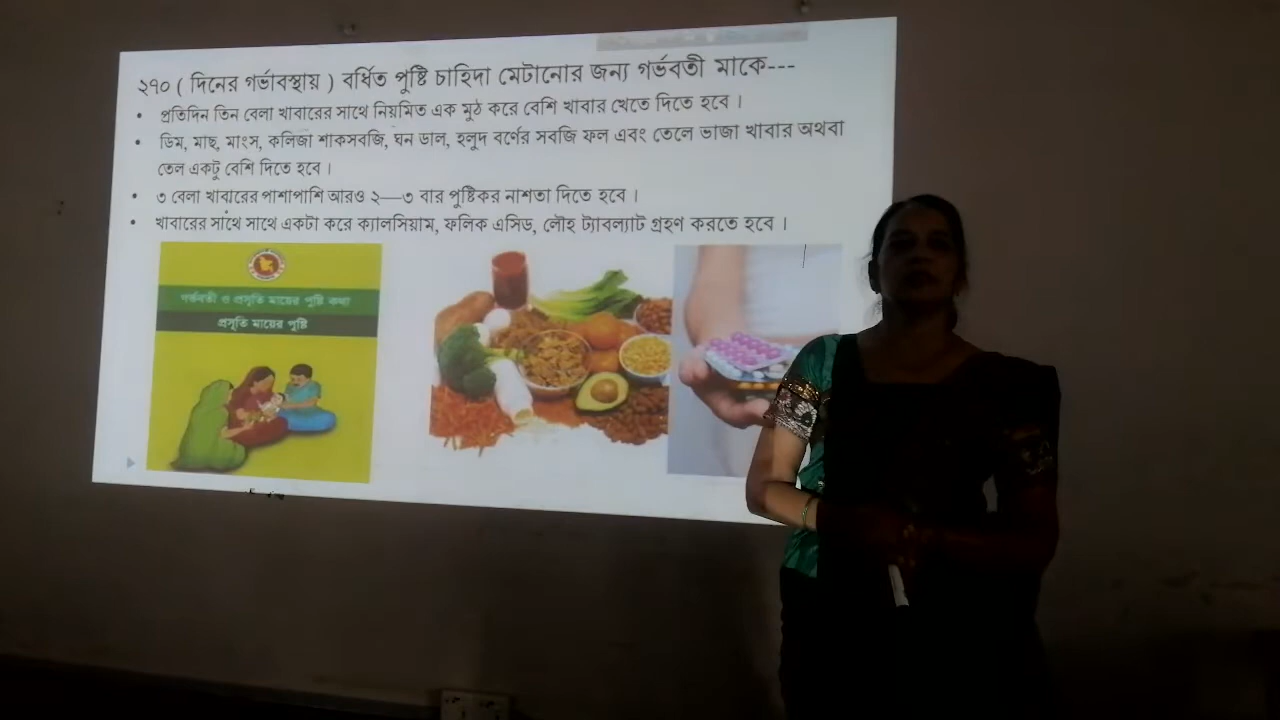 ২৭০ ( দিনের গর্ভাবস্থায় ) বর্ধিত পুষ্টি চাহিদা মেটানোর জন্য গর্ভবতী মাকে---
• প্রতিদিন তিন বেলা খাবারের সাথে নিয়মিত এক মুঠ করে বেশি খাবার খেতে দিতে হবে।
• ডিম, মাছ, মাংস, কলিজা শাকসবজি, ঘন ডাল, হলুদ বর্ণের সবজি ফল এবং তেলে ভাজা খাবার অথবা
তেল একটু বেশি দিতে হবে।
• ৩ বেলা খাবারের পাশাপাশি আরও ২—৩ বার পুষ্টিকর নাশতা দিতে হবে।
• খাবারের সাথে সাথে একটা করে ক্যালসিয়াম, ফলিক এসিড, লৌহ ট্যাবল্যাট গ্রহণ করতে হবে।
গর্ভবতী ও প্রসূতি মায়ের পুষ্টি কথা
প্রসূতি মায়ের পুষ্টি